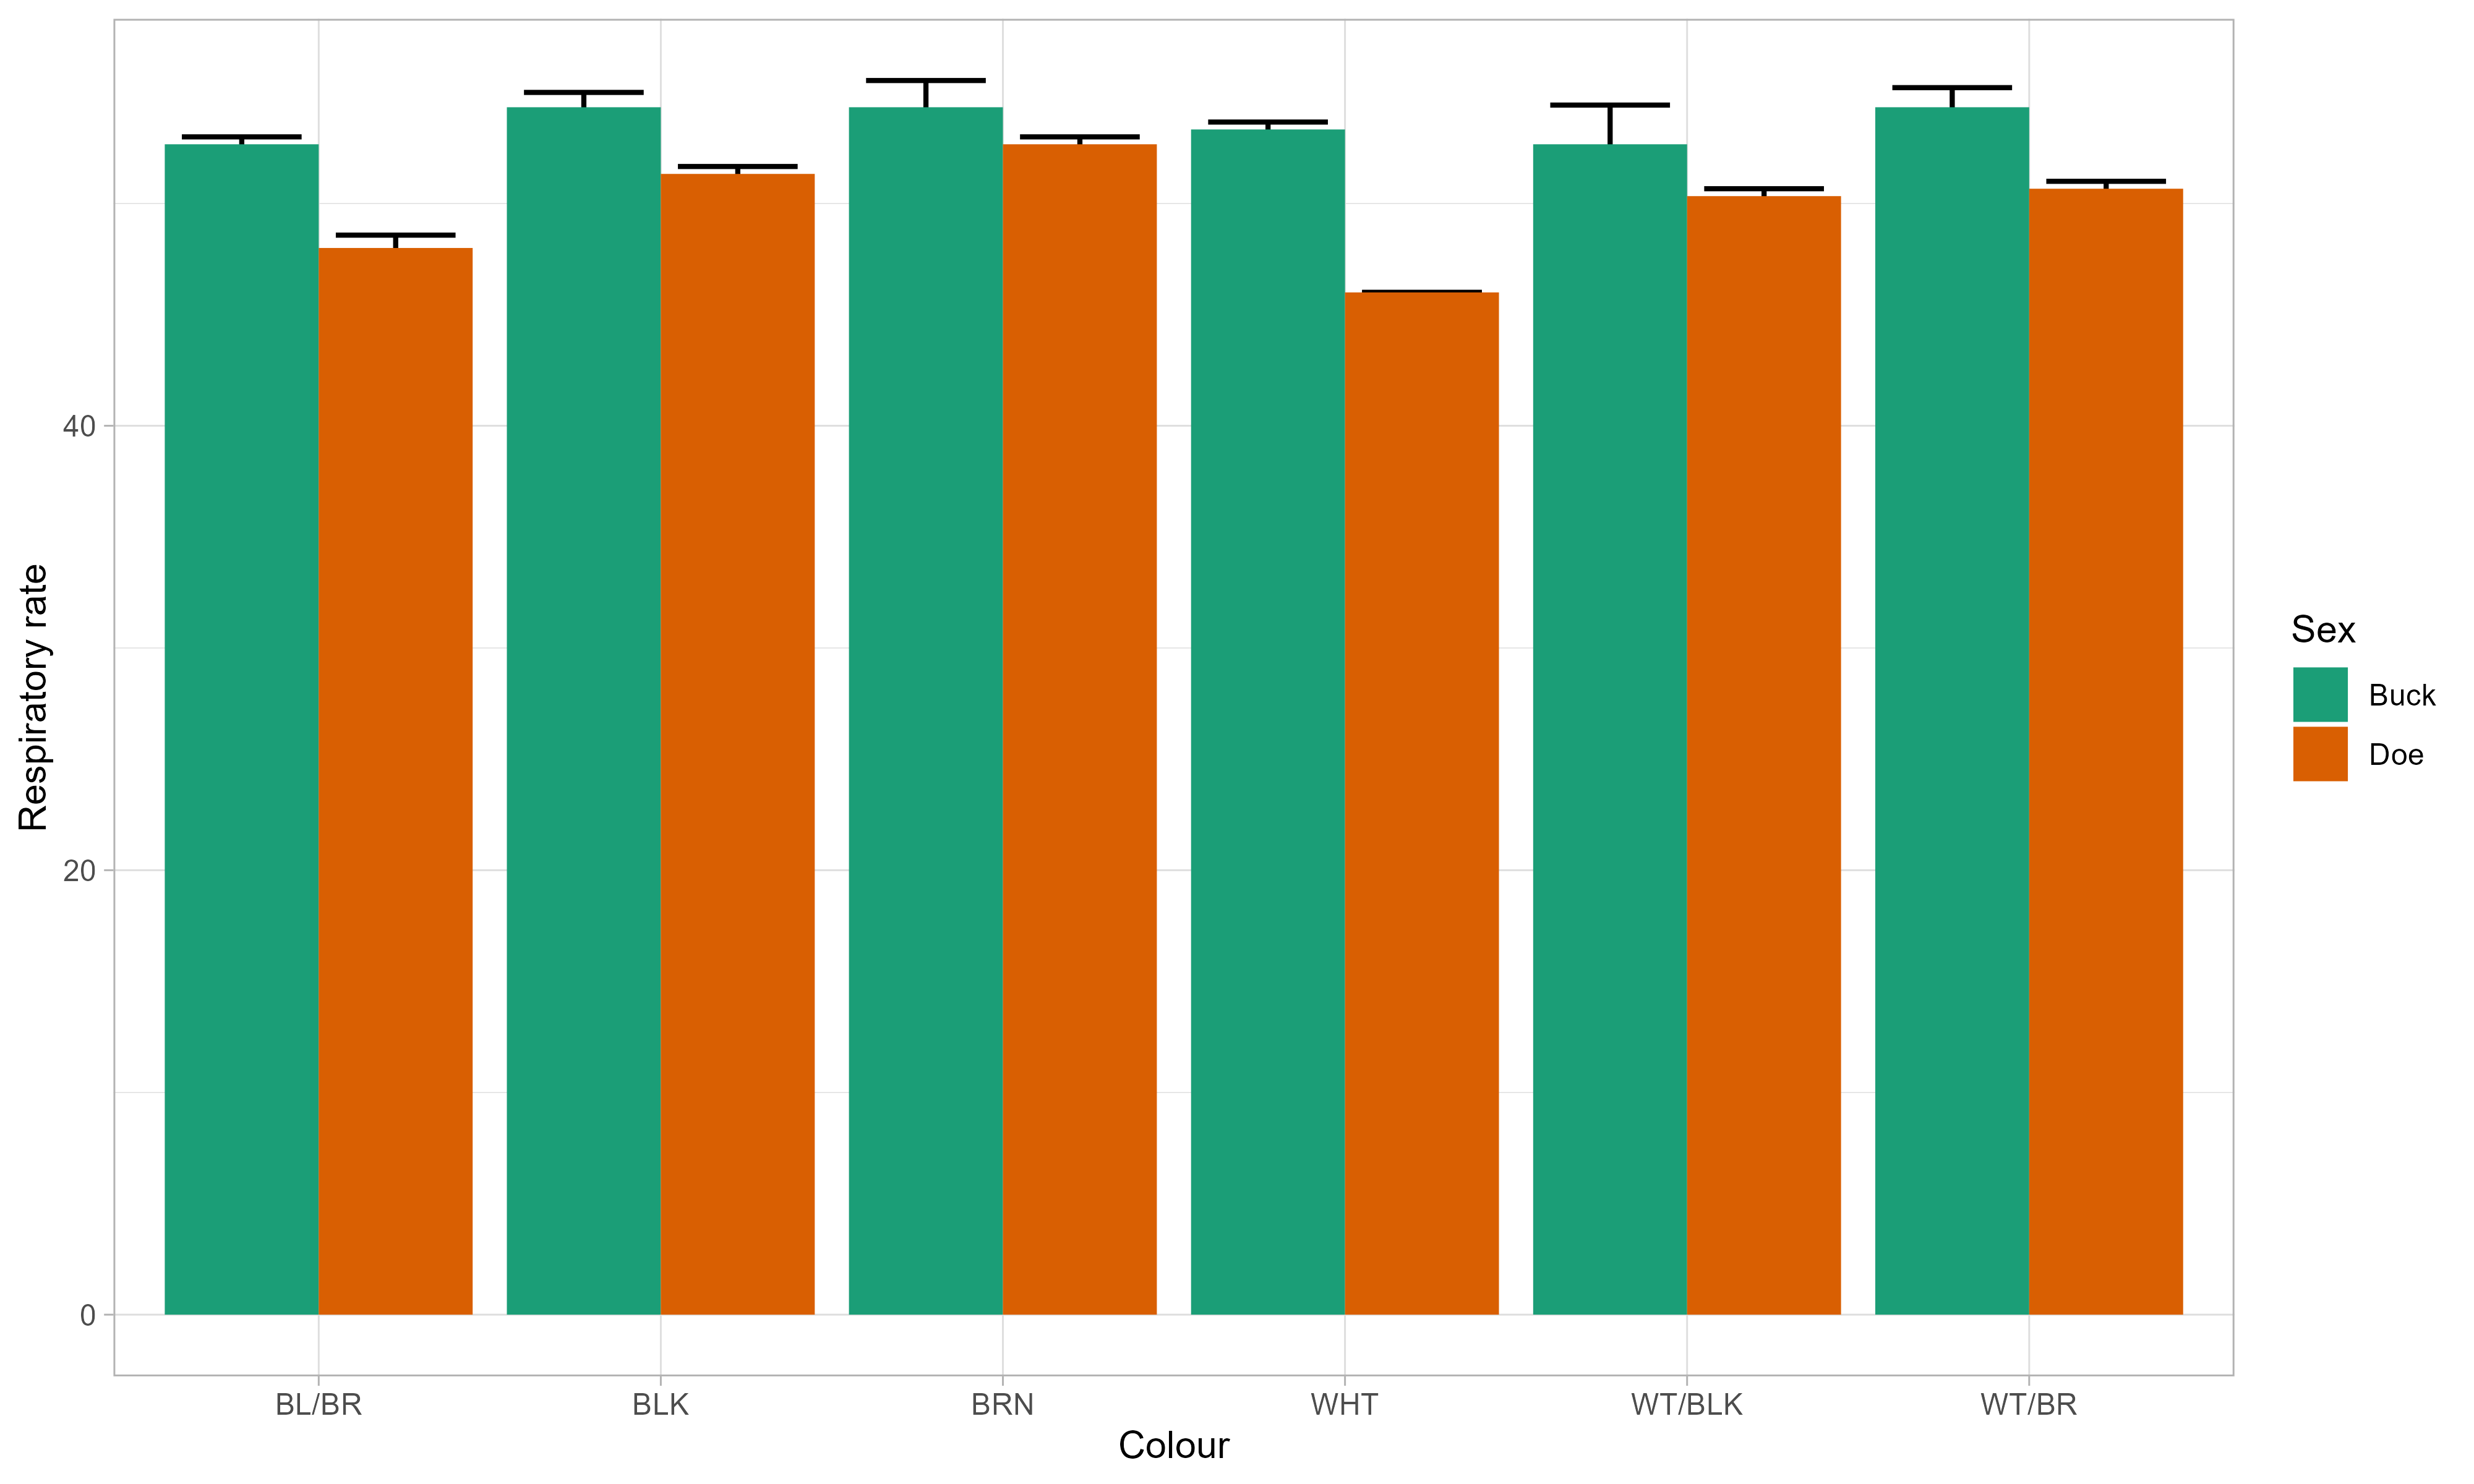 Respiratory rate
40
20
0
BL/BR BLK BRN WHT WT/BLK WT/BR
Colour
Sex
Buck
Doe